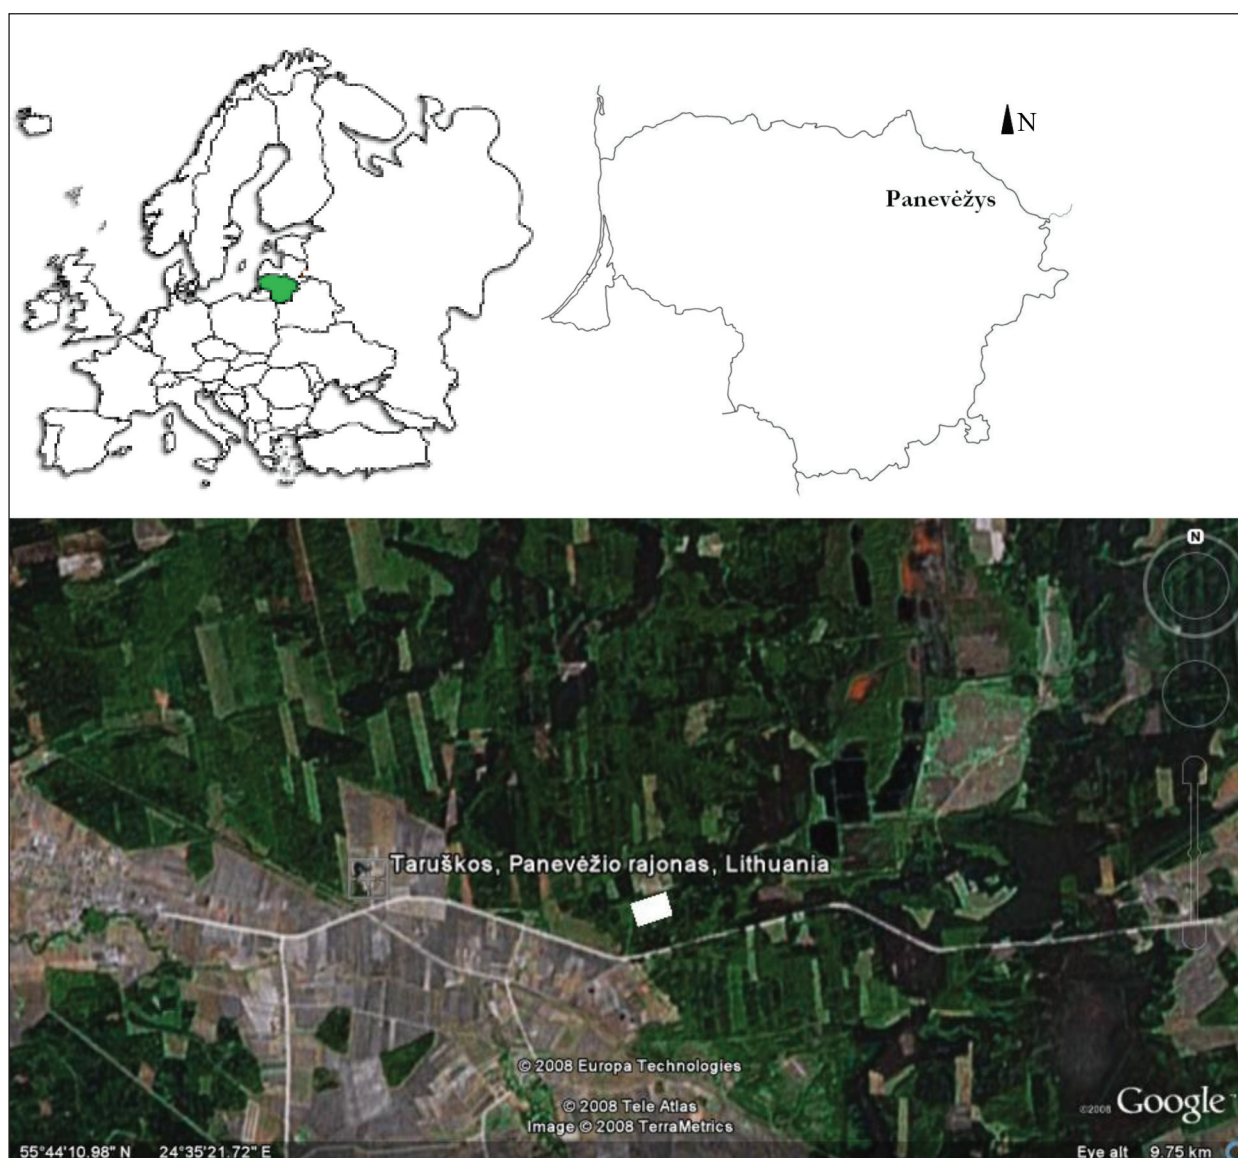 N
Panevėžys
N
Taruškos, Panevėžio rajonas, Lithuania
© 2008 Europa Technologies
© 2008 Tele Atlas
Image © 2008 TerraMetrics
©2008 Google™
55°44'10.98" N 24°35'21.72" E
Eye alt 9.75 km